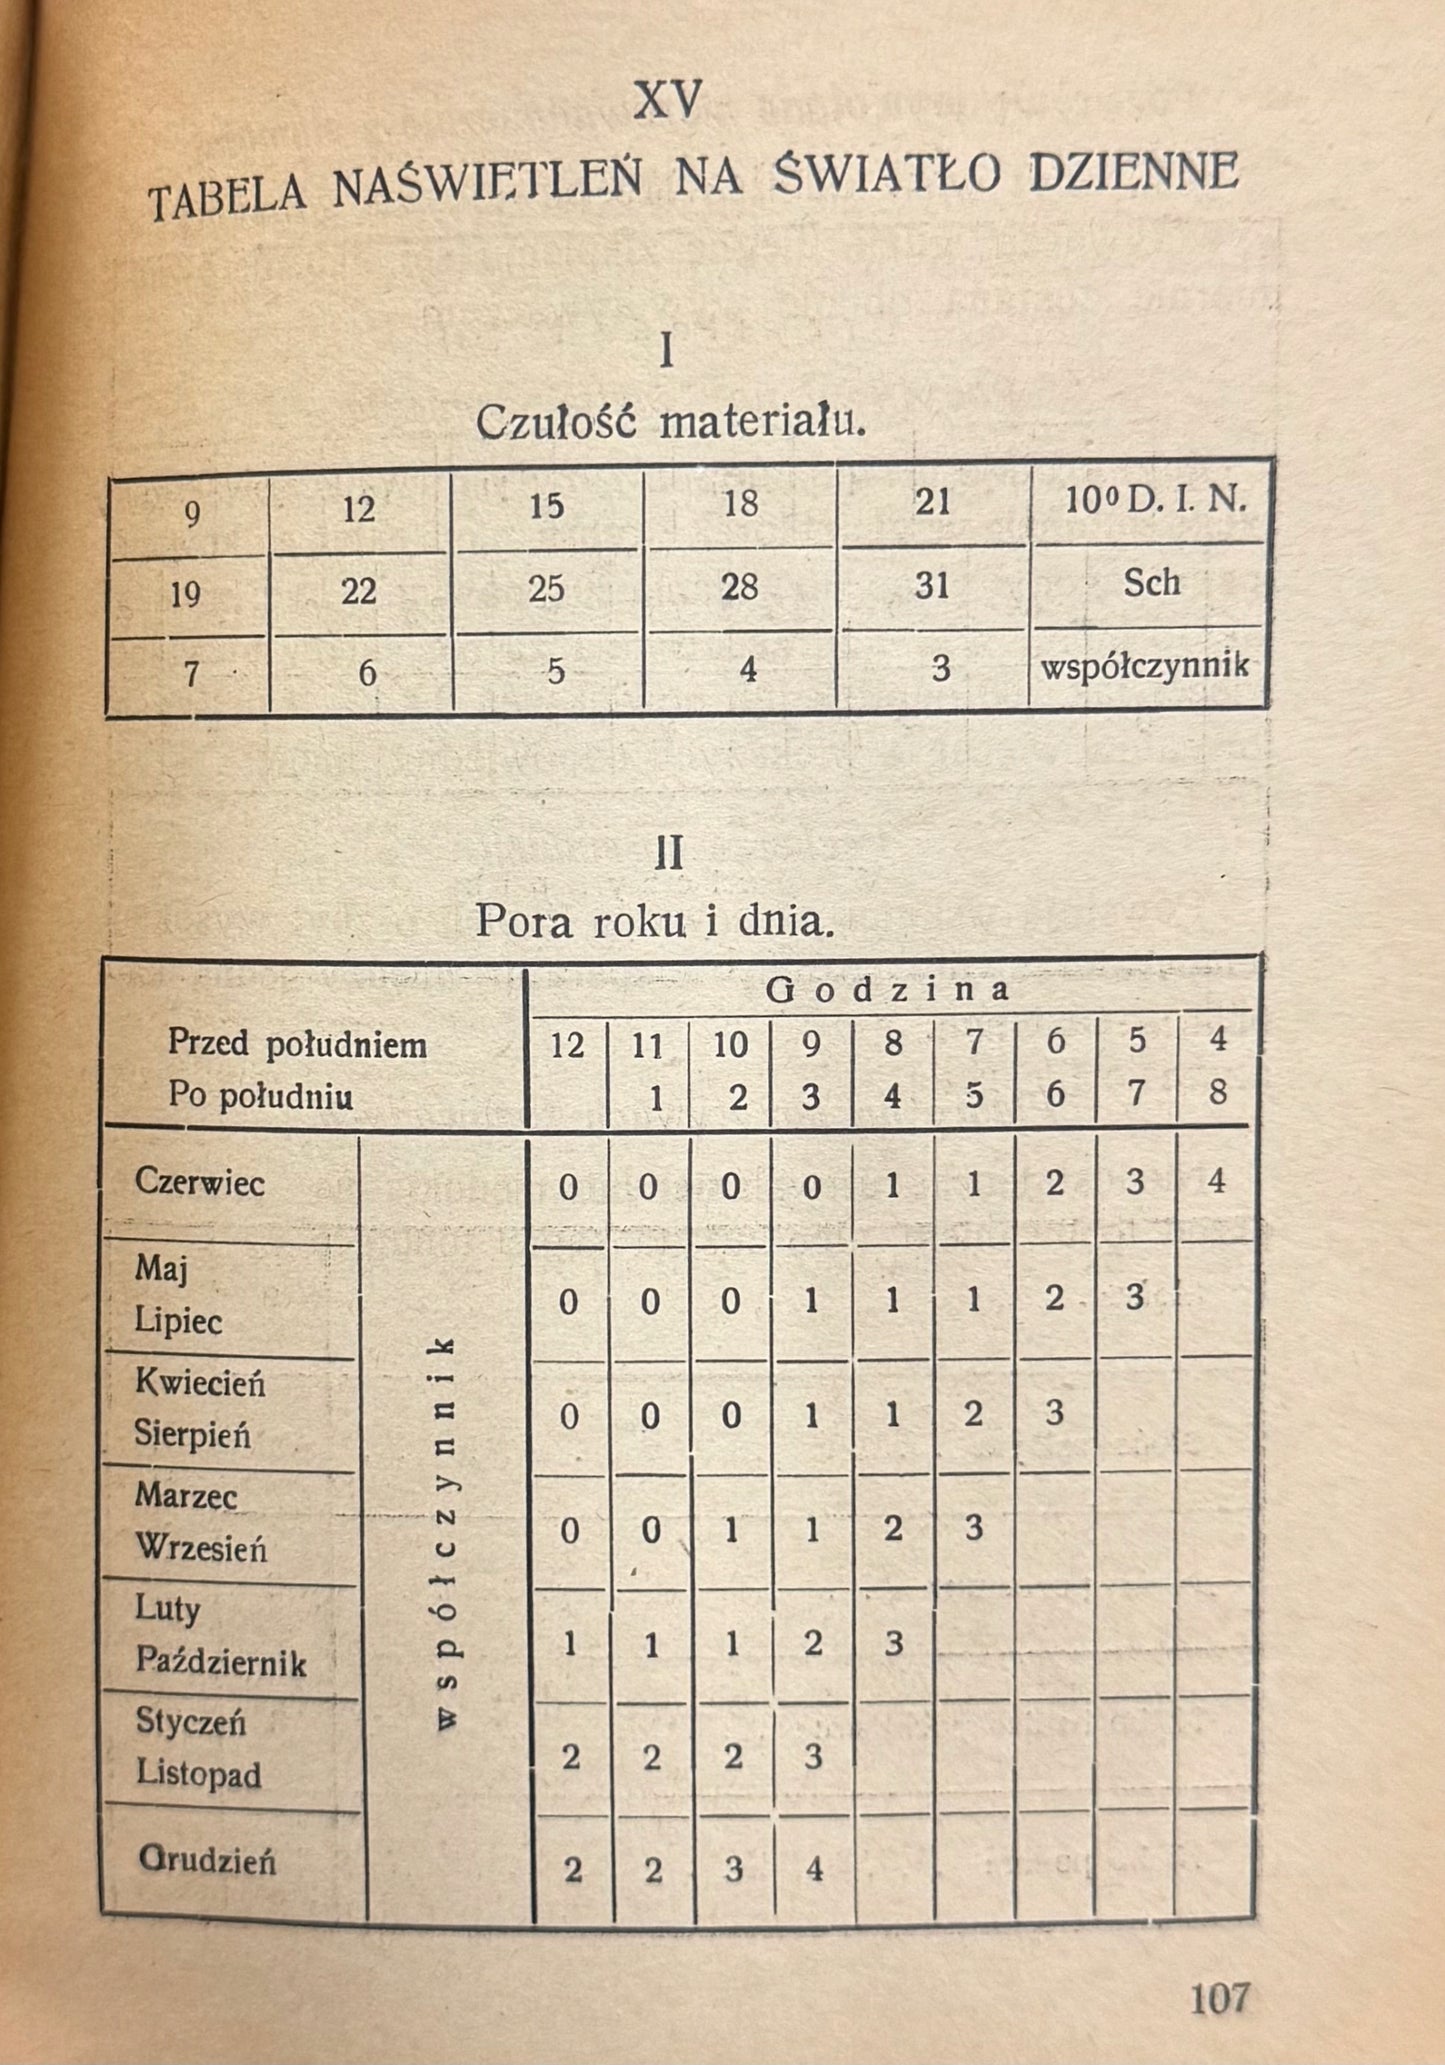 XV
TABELA NAŚWIETLEŃ NA ŚWIATŁO DZIENNE
I
Czułość materiału.
9 12 15 18 21 10⁰ D. I. N.
19 22 25 28 31 Sch
7 6 5 4 3 współczynnik
II
Pora roku i dnia.
Godzina
Przed południem 12 11 10 9 8 7 6 5 4
Po południu 1 2 3 4 5 6 7 8
współczynnik
Czerwiec 0 0 0 0 1 1 2 3 4
Maj
Lipiec 0 0 0 1 1 1 2 3
Kwiecień
Sierpień 0 0 0 1 1 2 3
Marzec
Wrzesień 0 0 1 1 2 3
Luty
Październik 1 1 1 2 3
Styczeń
Listopad 2 2 2 3
Grudzień 2 2 3 4
107